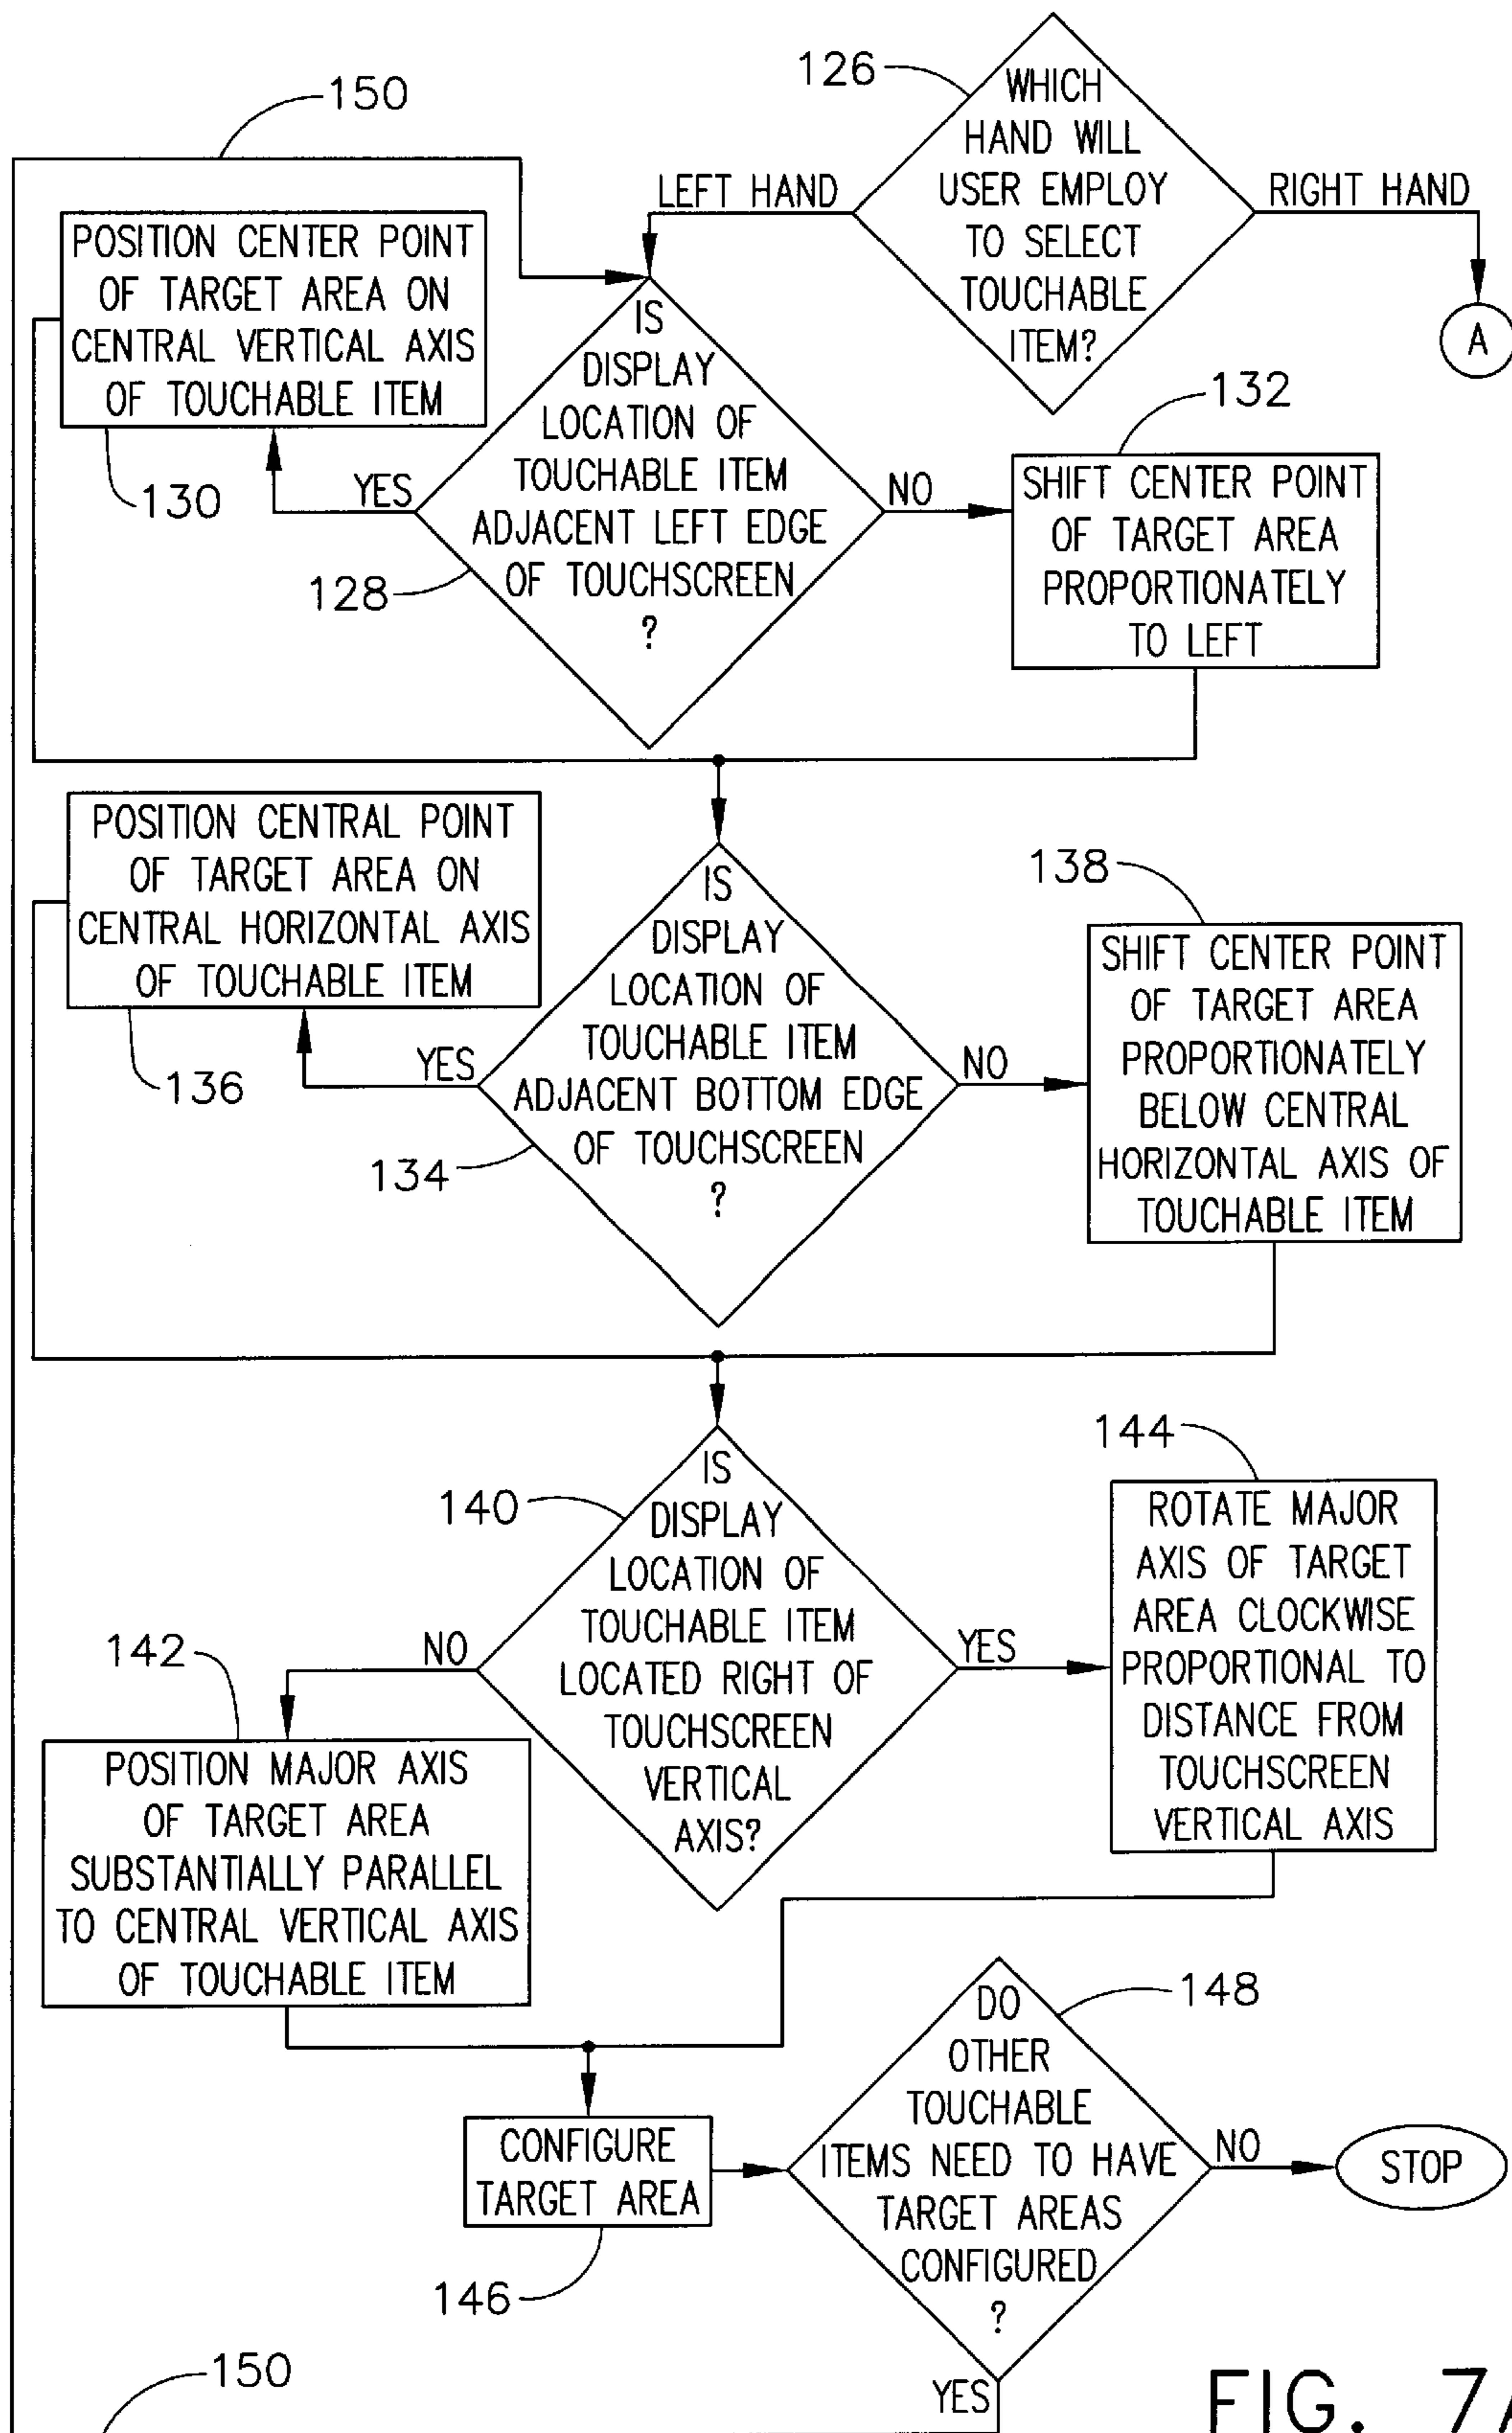 150
126
WHICH
HAND WILL
USER EMPLOY
TO SELECT
TOUCHABLE
ITEM?
LEFT HAND
RIGHT HAND
A
POSITION CENTER POINT
OF TARGET AREA ON
CENTRAL VERTICAL AXIS
OF TOUCHABLE ITEM
130
YES
IS
DISPLAY
LOCATION OF
TOUCHABLE ITEM
ADJACENT LEFT EDGE
OF TOUCHSCREEN
?
128
NO
132
SHIFT CENTER POINT
OF TARGET AREA
PROPORTIONATELY
TO LEFT
POSITION CENTRAL POINT
OF TARGET AREA ON
CENTRAL HORIZONTAL AXIS
OF TOUCHABLE ITEM
136
YES
IS
DISPLAY
LOCATION OF
TOUCHABLE ITEM
ADJACENT BOTTOM EDGE
OF TOUCHSCREEN
?
134
NO
138
SHIFT CENTER POINT
OF TARGET AREA
PROPORTIONATELY
BELOW CENTRAL
HORIZONTAL AXIS OF
TOUCHABLE ITEM
140
IS
DISPLAY
LOCATION OF
TOUCHABLE ITEM
LOCATED RIGHT OF
TOUCHSCREEN
VERTICAL
AXIS?
NO
142
POSITION MAJOR AXIS
OF TARGET AREA
SUBSTANTIALLY PARALLEL
TO CENTRAL VERTICAL AXIS
OF TOUCHABLE ITEM
YES
144
ROTATE MAJOR
AXIS OF TARGET
AREA CLOCKWISE
PROPORTIONAL TO
DISTANCE FROM
TOUCHSCREEN
VERTICAL AXIS
CONFIGURE
TARGET AREA
146
DO
OTHER
TOUCHABLE
ITEMS NEED TO HAVE
TARGET AREAS
CONFIGURED
?
148
NO
STOP
YES
150
FIG. 7A